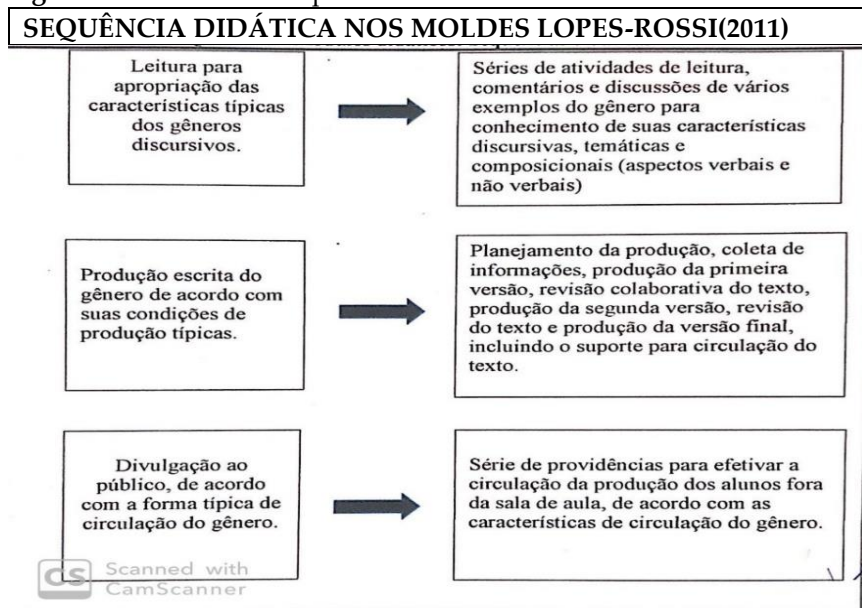 SEQUÊNCIA DIDÁTICA NOS MOLDES LOPES-ROSSI(2011)
Leitura para
apropriação das
características típicas
dos gêneros
discursivos.
Séries de atividades de leitura,
comentários e discussões de vários
exemplos do gênero para
conhecimento de suas características
discursivas, temáticas e
composicionais (aspectos verbais e
não verbais)
Produção escrita do
gênero de acordo com
suas condições de
produção típicas.
Planejamento da produção, coleta de
informações, produção da primeira
versão, revisão colaborativa do texto,
produção da segunda versão, revisão
do texto e produção da versão final,
incluindo o suporte para circulação do
texto.
Divulgação ao
público, de acordo
com a forma típica de
circulação do gênero.
Série de providências para efetivar a
circulação da produção dos alunos fora
da sala de aula, de acordo com as
características de circulação do gênero.
CS Scanned with
CamScanner